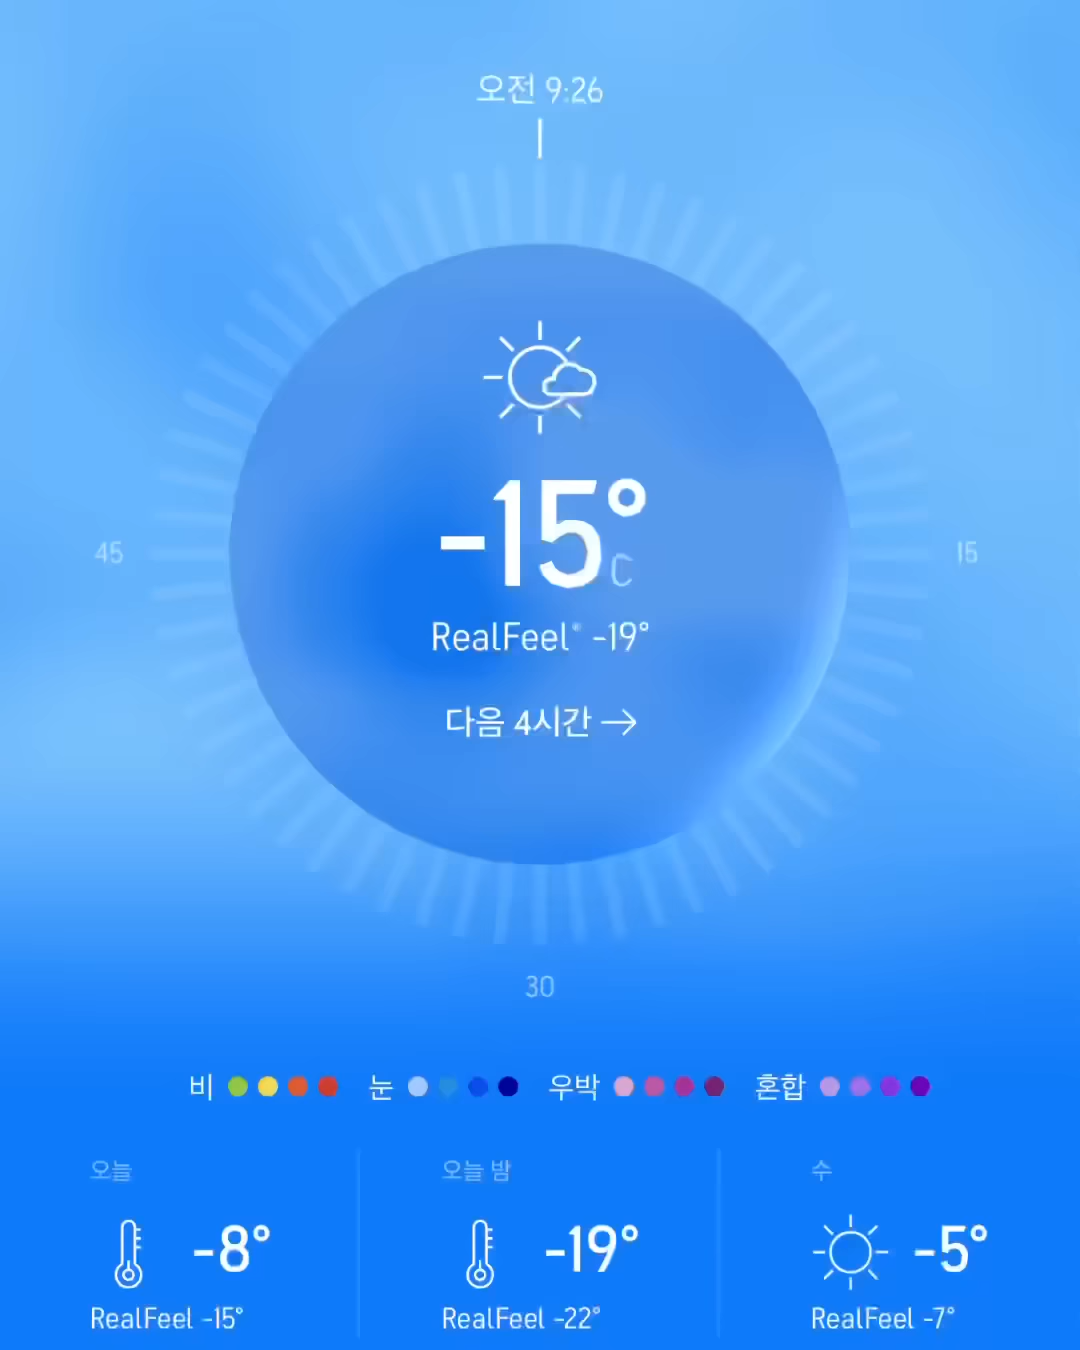 오전 9:26
-15°C
RealFeel® -19°
다음 4시간 →
45
15
30
비 눈 우박 혼합
오늘 오늘 밤 수
-8° -19° -5°
RealFeel -15° RealFeel -22° RealFeel -7°